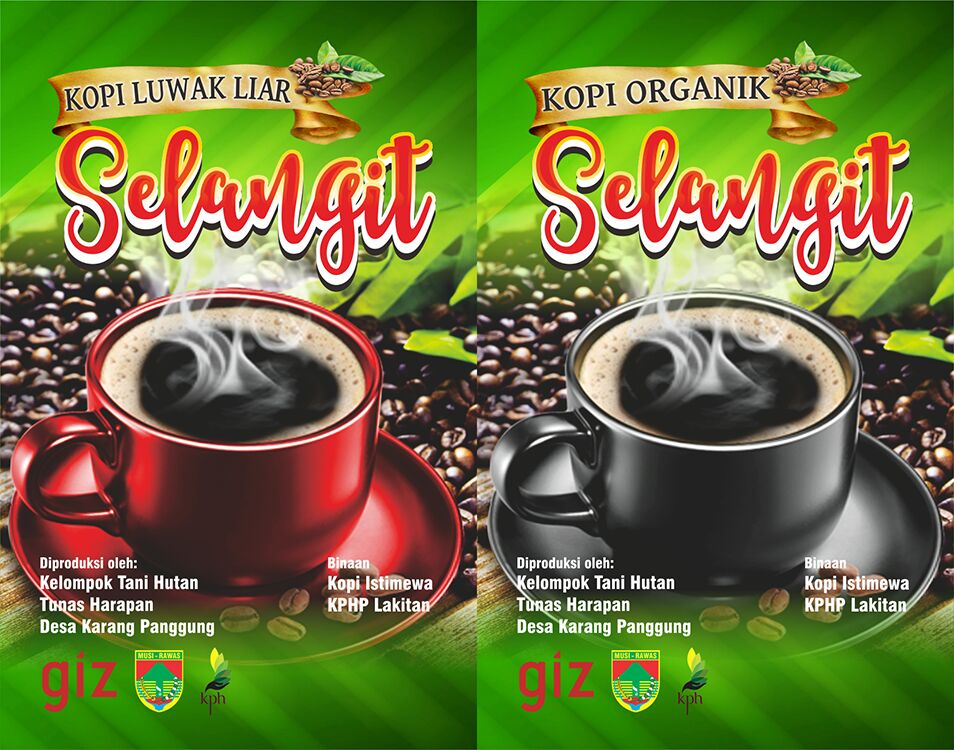 KOPI LUWAK LIAR
Selangit
Diproduksi oleh:
Kelompok Tani Hutan
Tunas Harapan
Desa Karang Panggung
Binaan
Kopi Istimewa
KPHP Lakitan
giz
MUSI - RAWAS
kph
KOPI ORGANIK
Selangit
Diproduksi oleh:
Kelompok Tani Hutan
Tunas Harapan
Desa Karang Panggung
Binaan
Kopi Istimewa
KPHP Lakitan
giz
MUSI - RAWAS
kph